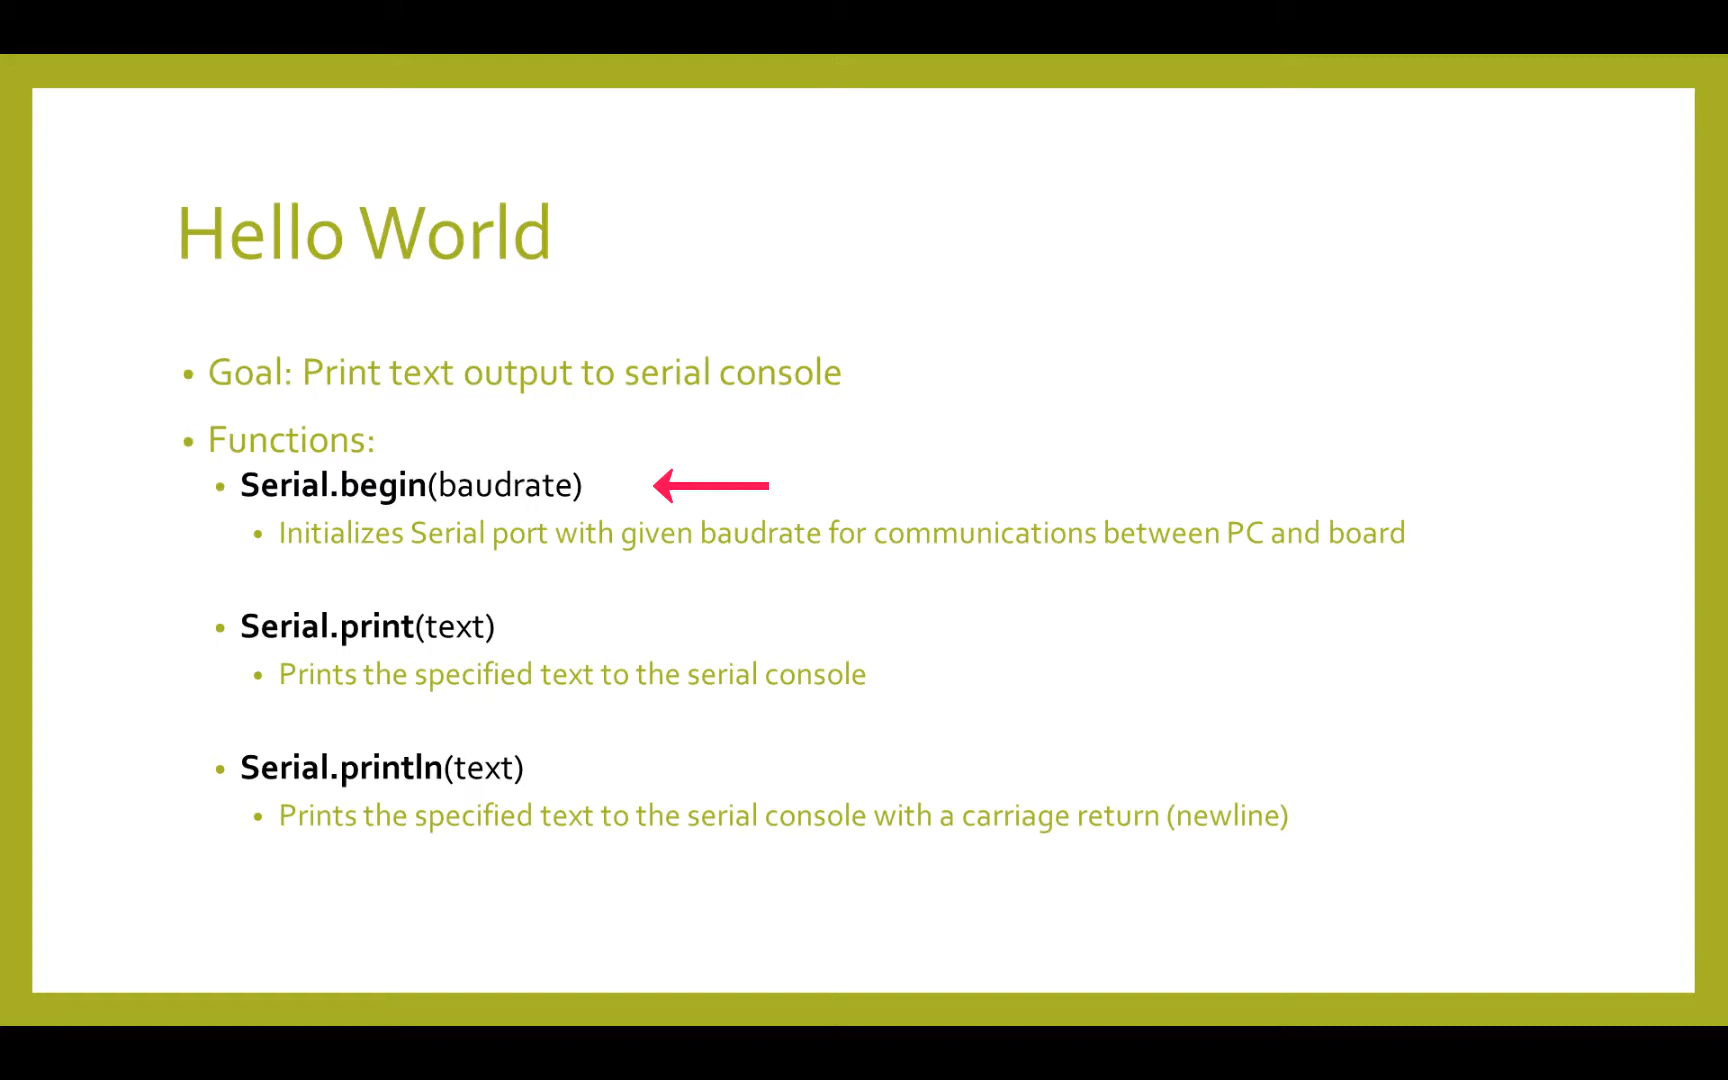 Hello World
• Goal: Print text output to serial console
• Functions:
• Serial.begin(baudrate)
• Initializes Serial port with given baudrate for communications between PC and board
• Serial.print(text)
• Prints the specified text to the serial console
• Serial.println(text)
• Prints the specified text to the serial console with a carriage return (newline)